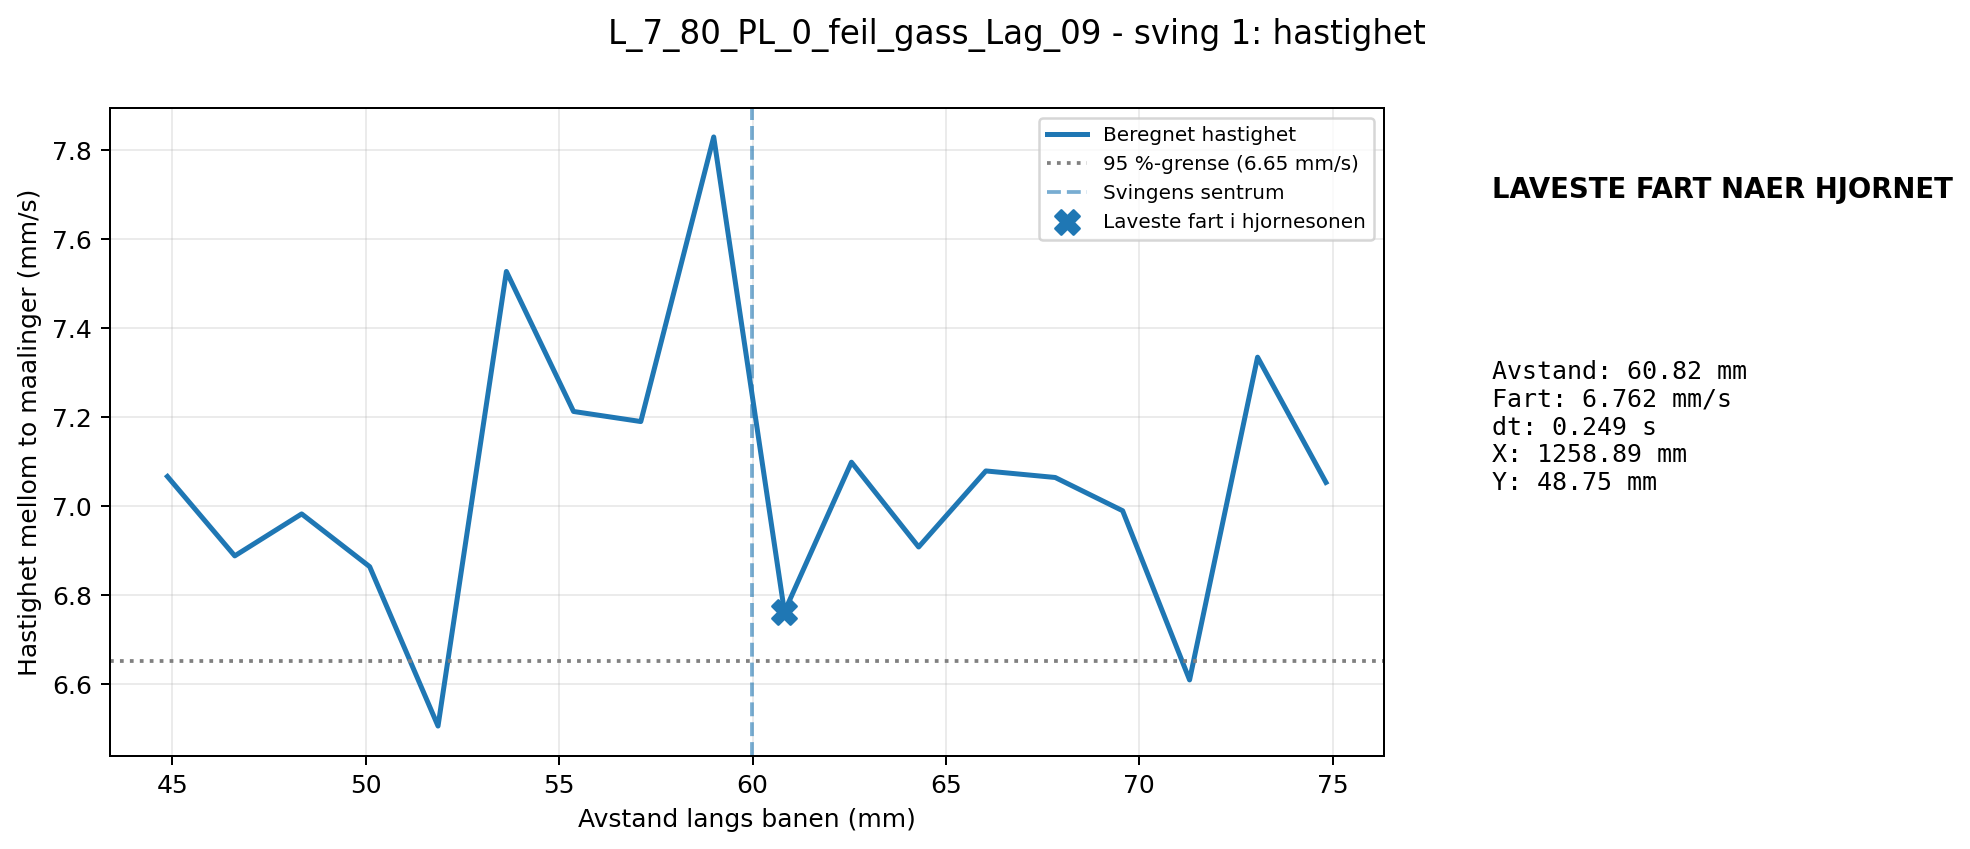 L_7_80_PL_0_feil_gass_Lag_09 - sving 1: hastighet
Hastighet mellom to maalinger (mm/s)
7.8
7.6
7.4
7.2
7.0
6.8
6.6
45 50 55 60 65 70 75
Avstand langs banen (mm)
Beregnet hastighet
95 %-grense (6.65 mm/s)
Svingens sentrum
Laveste fart i hjornesonen
LAVESTE FART NAER HJORNET
Avstand: 60.82 mm
Fart: 6.762 mm/s
dt: 0.249 s
X: 1258.89 mm
Y: 48.75 mm